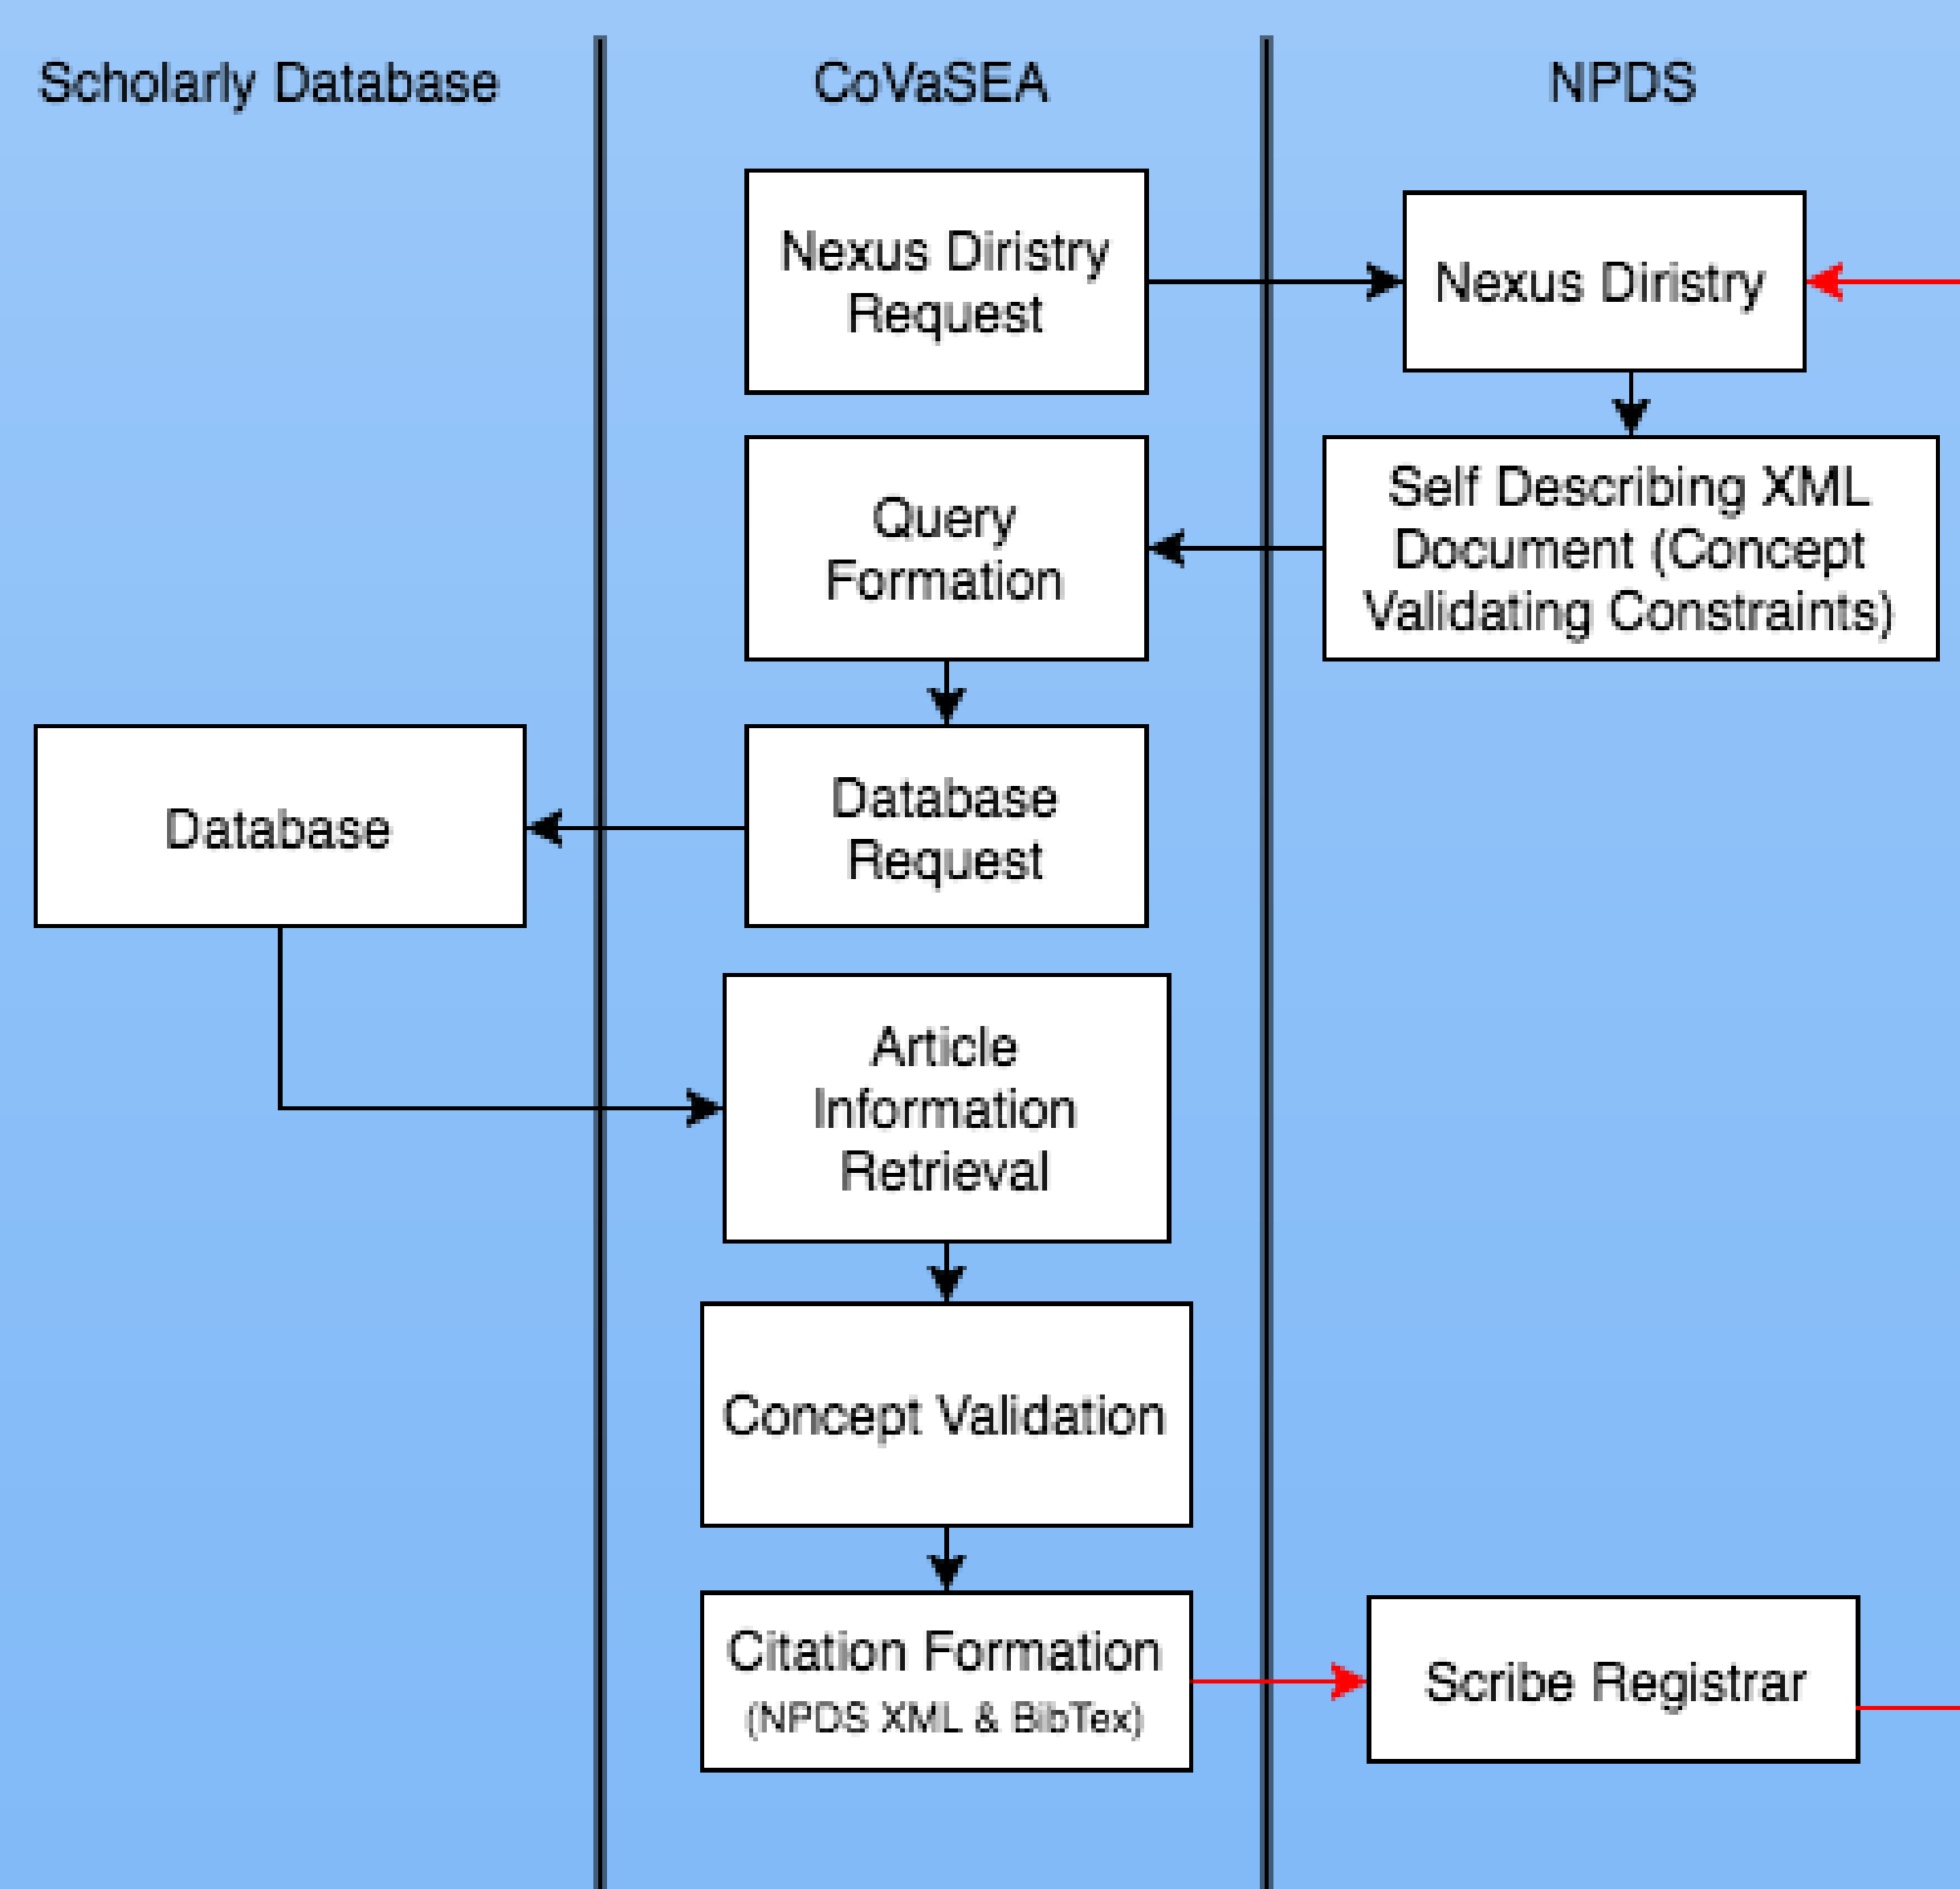 Scholarly Database
CoVaSEA
NPDS
Nexus Diristry
Request
Nexus Diristry
Query
Formation
Self Describing XML
Document (Concept
Validating Constraints)
Database
Database
Request
Article
Information
Retrieval
Concept Validation
Citation Formation
(NPDS XML & BibTex)
Scribe Registrar